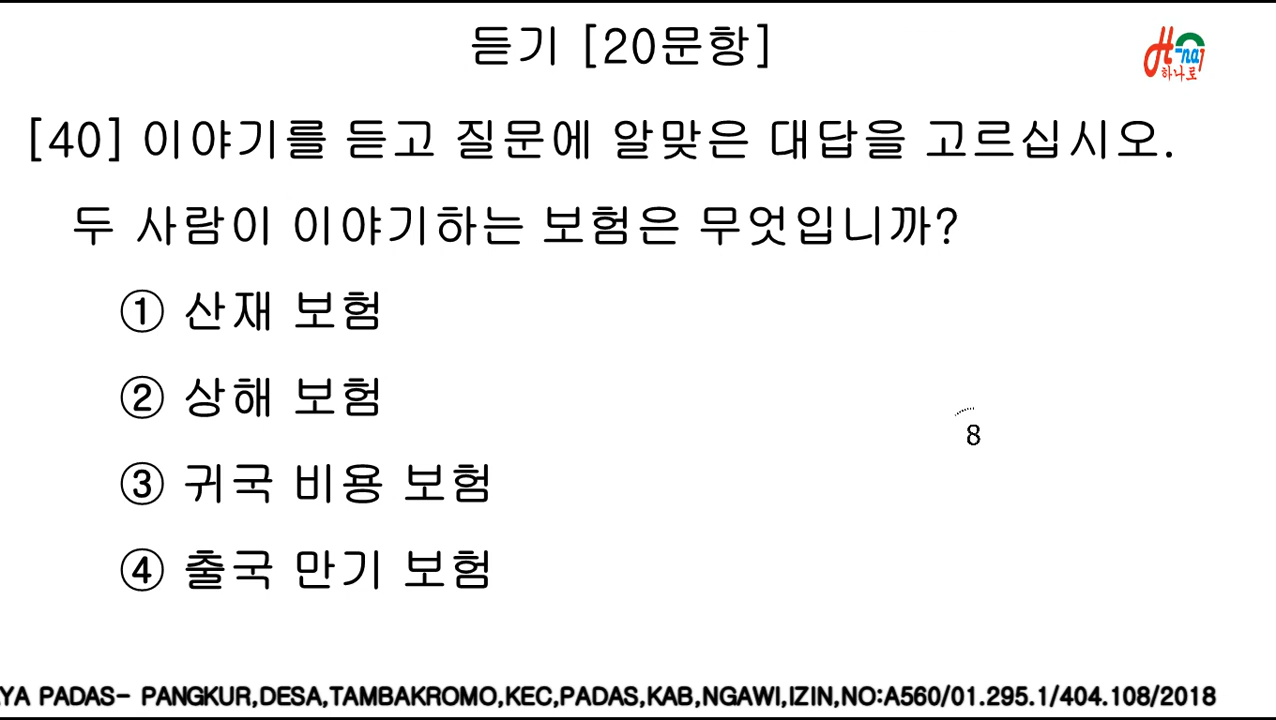 듣기 [20문항]
H-naj
하나로
[40] 이야기를 듣고 질문에 알맞은 대답을 고르십시오.
두 사람이 이야기하는 보험은 무엇입니까?
① 산재 보험
② 상해 보험
③ 귀국 비용 보험
④ 출국 만기 보험
8
YA PADAS- PANGKUR,DESA,TAMBAKROMO,KEC,PADAS,KAB,NGAWI,IZIN,NO:A560/01.295.1/404.108/2018